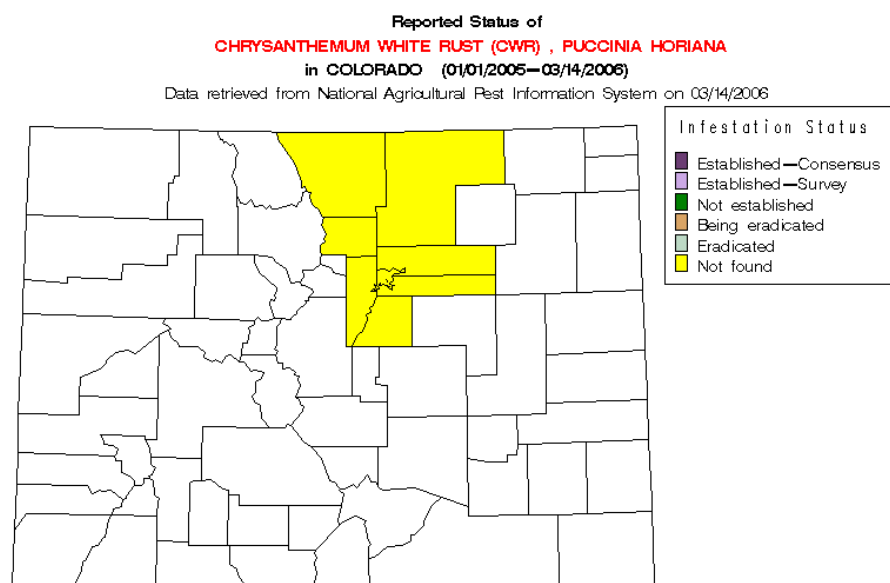 Reported Status of
CHRYSANTHEMUM WHITE RUST (CWR) , PUCCINIA HORIANA
in COLORADO (01/01/2005—03/14/2006)
Data retrieved from National Agricultural Pest Information System on 03/14/2006
Infestation Status
Established—Consensus
Established—Survey
Not established
Being eradicated
Eradicated
Not found